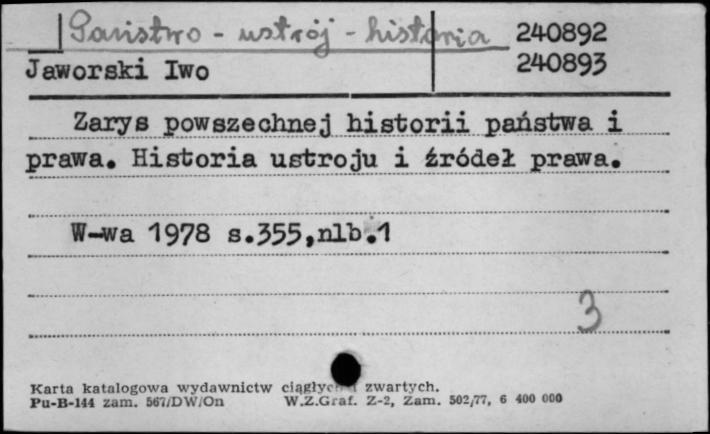 Państwo - ustrój - historia 240892
Jaworski Iwo 240893
Zarys powszechnej historii państwa i
prawa. Historia ustroju i źródeł prawa.
W-wa 1978 s.355,nlb.1
3
Karta katalogowa wydawnictw ciągłych i zwartych.
Pu-B-144 zam. 567/DW/On W.Z.Graf. Z-2, Zam. 502/77, 6 400 000